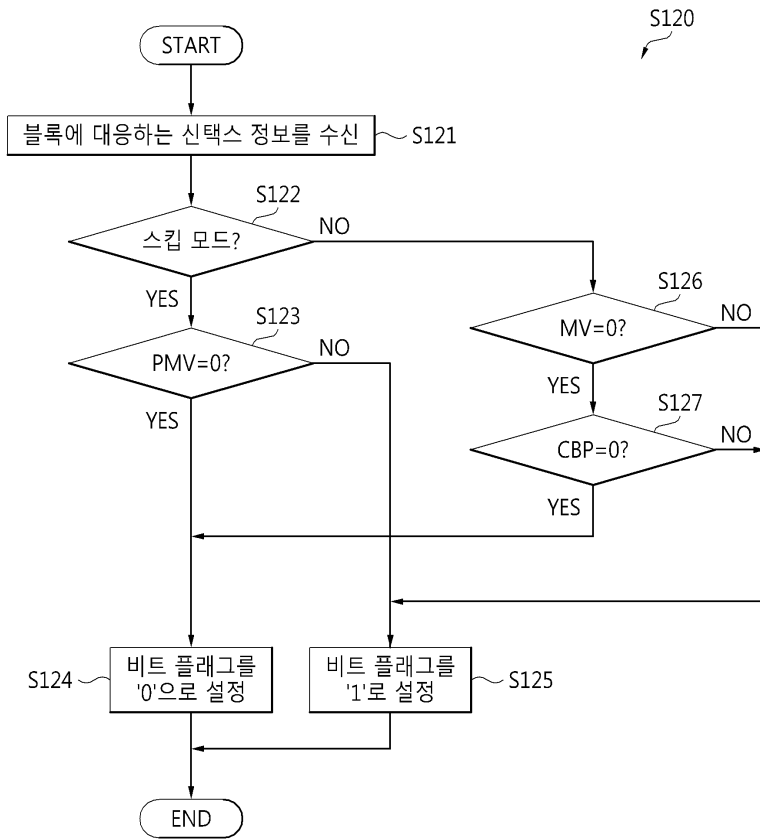 S120
START
블록에 대응하는 신택스 정보를 수신
S121
S122
스킵 모드?
NO
YES
S126
MV=0?
NO
YES
S123
PMV=0?
NO
YES
S127
CBP=0?
NO
YES
S124
비트 플래그를
'0'으로 설정
비트 플래그를
'1'로 설정
S125
END